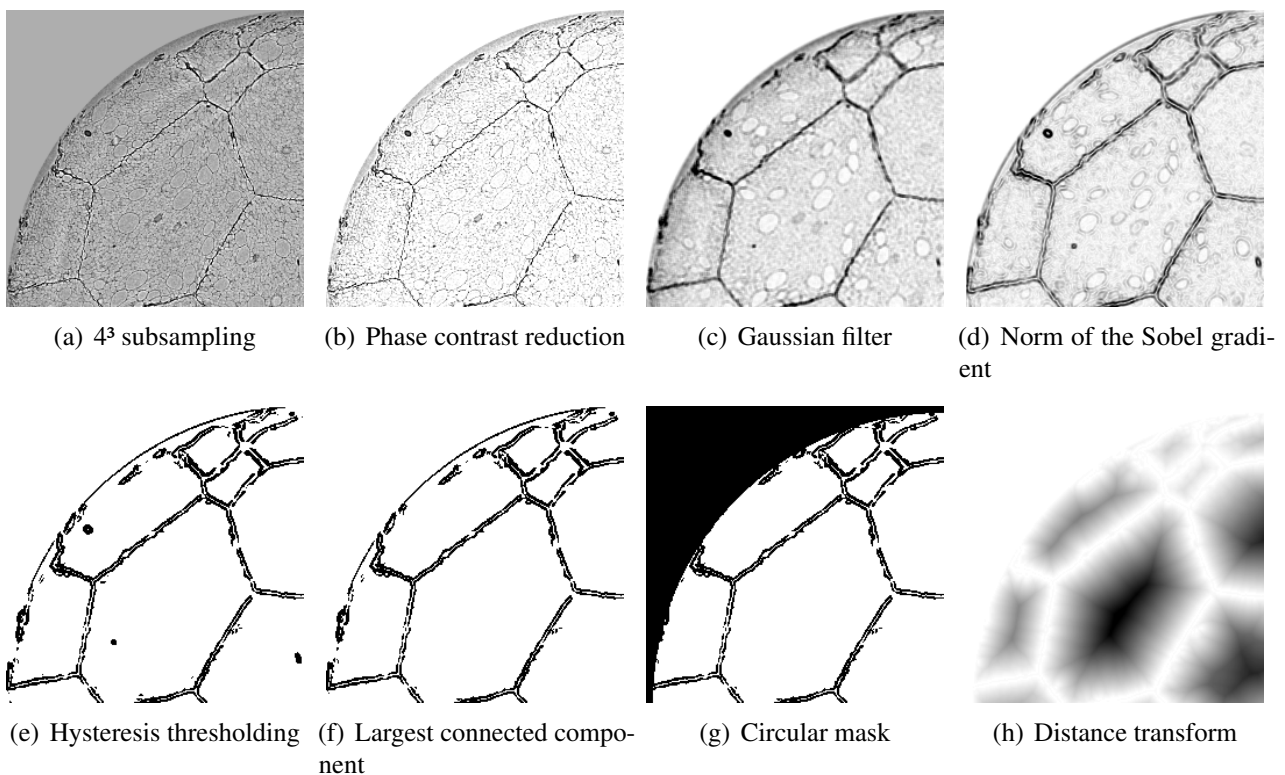 (a) 4³ subsampling
(b) Phase contrast reduction
(c) Gaussian filter
(d) Norm of the Sobel gradi-
ent
(e) Hysteresis thresholding
(f) Largest connected compo-
nent
(g) Circular mask
(h) Distance transform